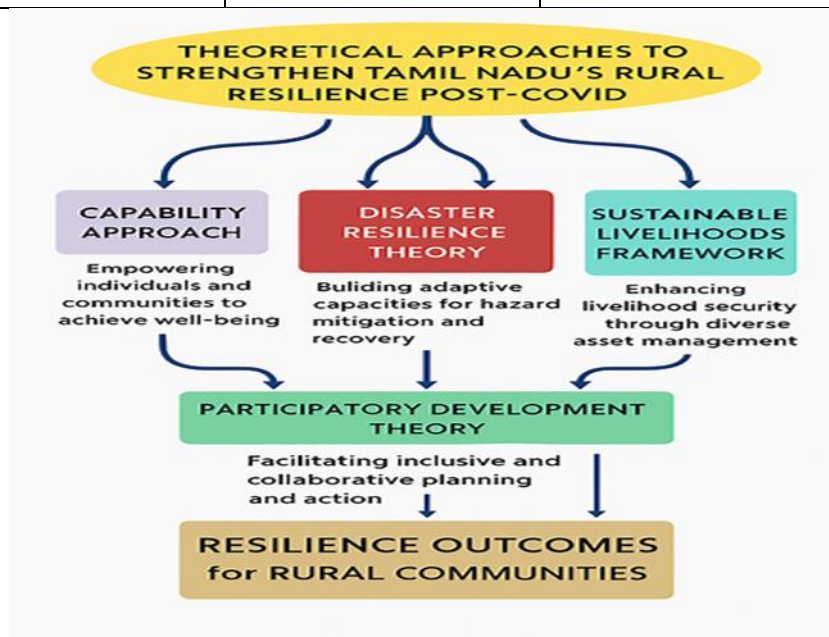 THEORETICAL APPROACHES TO
STRENGTHEN TAMIL NADU'S RURAL
RESILIENCE POST-COVID
CAPABILITY
APPROACH
Empowering
individuals and
communities to
achieve well-being
DISASTER
RESILIENCE
THEORY
Buliding adaptive
capacities for hazard
mitigation and
recovery
SUSTAINABLE
LIVELIHOODS
FRAMEWORK
Enhancing
livelihood security
through diverse
asset management
PARTICIPATORY DEVELOPMENT
THEORY
Facilitating inclusive and
collaborative planning
and action
RESILIENCE OUTCOMES
for RURAL COMMUNITIES